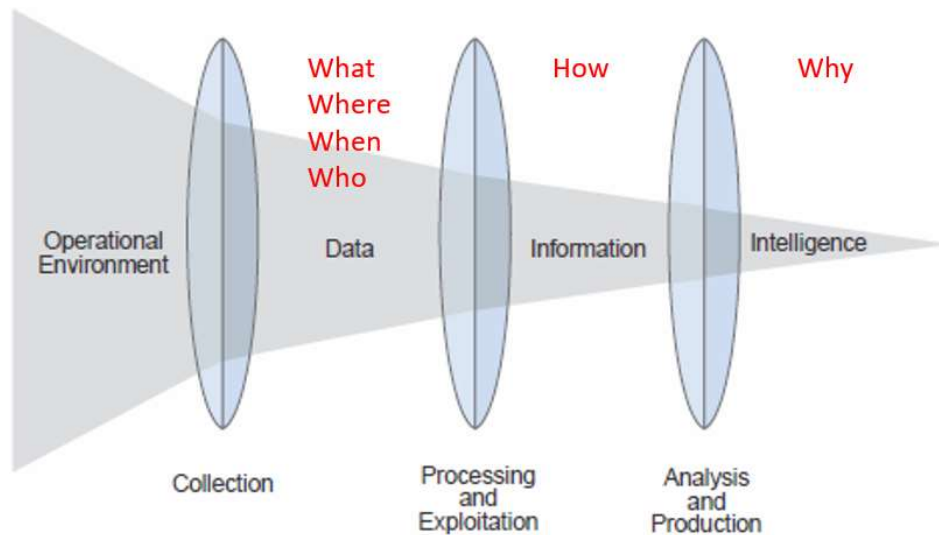 What
Where
When
Who
How
Why
Operational
Environment
Data
Information
Intelligence
Collection
Processing
and
Exploitation
Analysis
and
Production